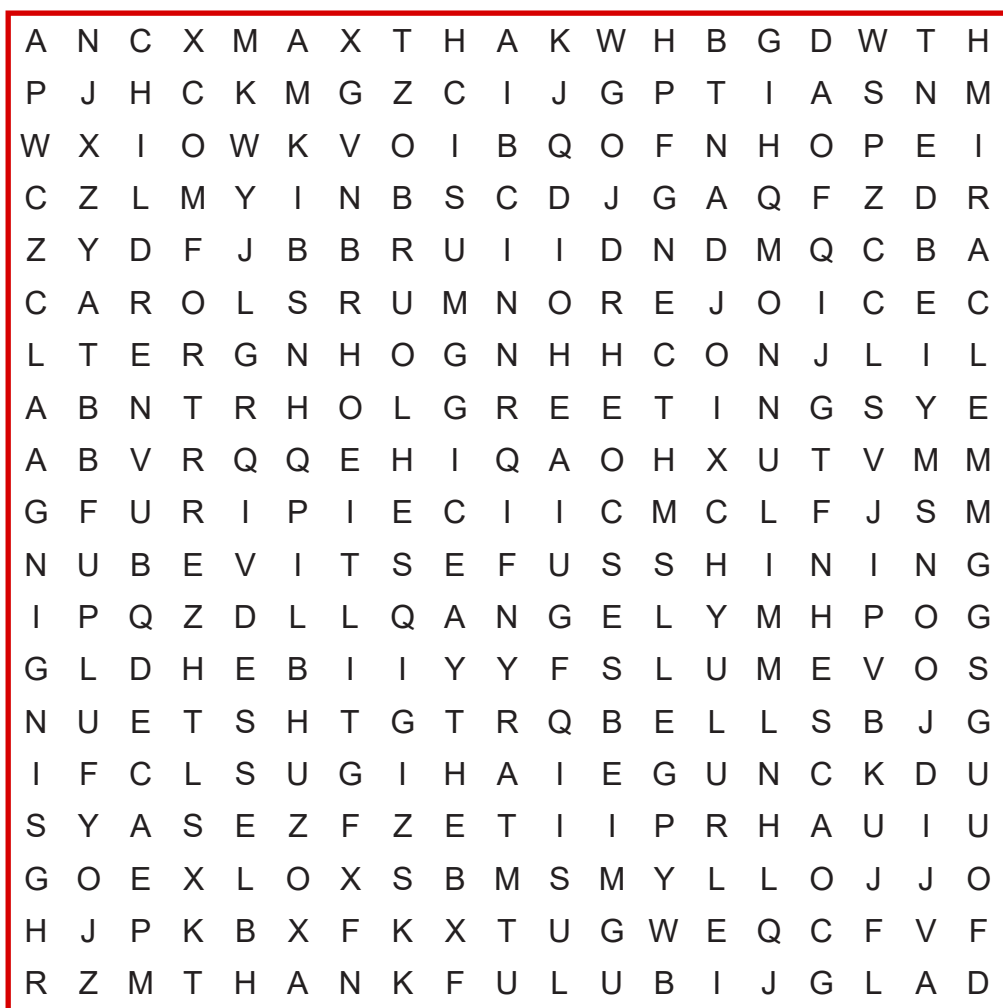 A N C X M A X T H A K W H B G D W T H
P J H C K M G Z C I J G P T I A S N M
W X I O W K V O I B Q O F N H O P E I
C Z L M Y I N B S C D J G A Q F Z D R
Z Y D F J B B R U I I D N D M Q C B A
C A R O L S R U M N O R E J O I C E C
L T E R G N H O G N H H C O N J L I L
A B N T R H O L G R E E T I N G S Y E
A B V R Q Q E H I Q A O H X U T V M M
G F U R I P I E C I I C M C L F J S M
N U B E V I T S E F U S S H I N I N G
I P Q Z D L L Q A N G E L Y M H P O G
G L D H E B I I Y Y F S L U M E V O S
N U E T S H T G T R Q B E L L S B J G
I F C L S U G I H A I E G U N C K D U
S Y A S E Z F Z E T I I P R H A U I U
G O E X L O X S B M S M Y L L O J J O
H J P K B X F K X T U G W E Q C F V F
R Z M T H A N K F U L U B I J G L A D